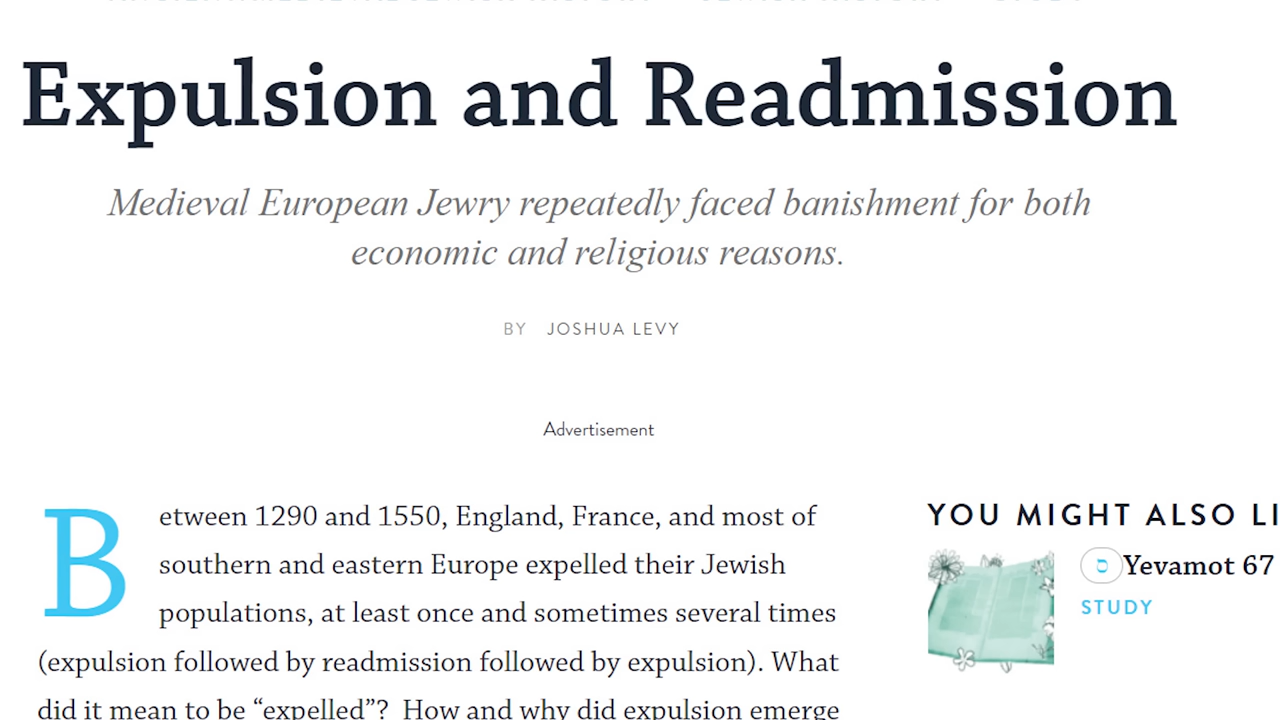 Expulsion and Readmission
Medieval European Jewry repeatedly faced banishment for both
economic and religious reasons.
BY JOSHUA LEVY
Advertisement
Between 1290 and 1550, England, France, and most of
southern and eastern Europe expelled their Jewish
populations, at least once and sometimes several times
(expulsion followed by readmission followed by expulsion). What
did it mean to be “expelled”? How and why did expulsion emerge
YOU MIGHT ALSO LI
Yevamot 67
STUDY